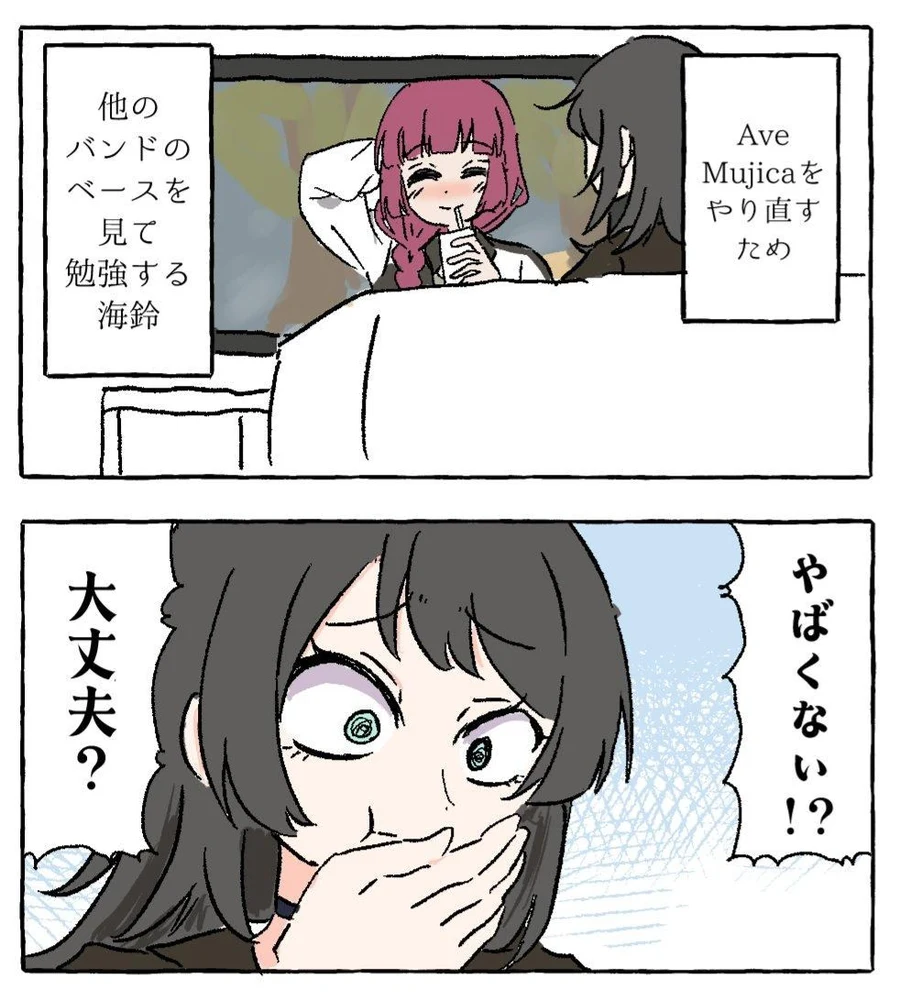 Ave
Mujicaを
やり直す
ため
他の
バンドの
ベースを
見て
勉強する
海鈴
やばくない!?
大丈夫?